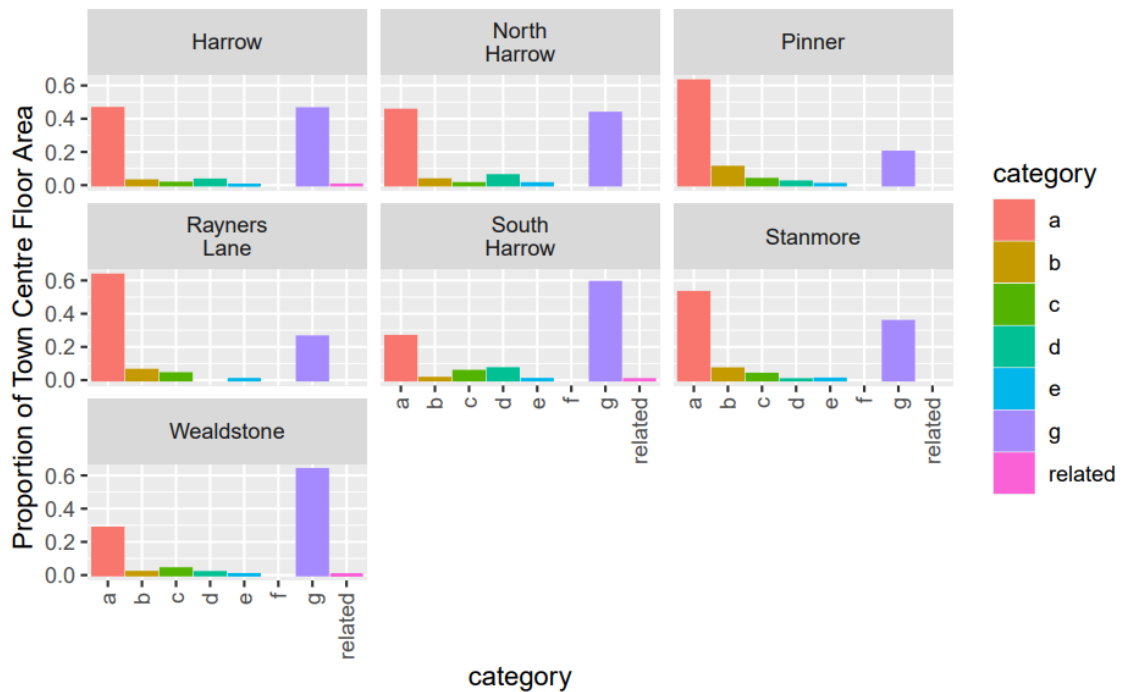 Harrow
North
Harrow
Pinner
0.6
0.4
0.2
0.0
Rayners
Lane
South
Harrow
Stanmore
0.6
0.4
0.2
0.0
a b c d e f g related
a b c d e f g related
Wealdstone
0.6
0.4
0.2
0.0
a b c d e f g related
category
Proportion of Town Centre Floor Area
category
a
b
c
d
e
g
related